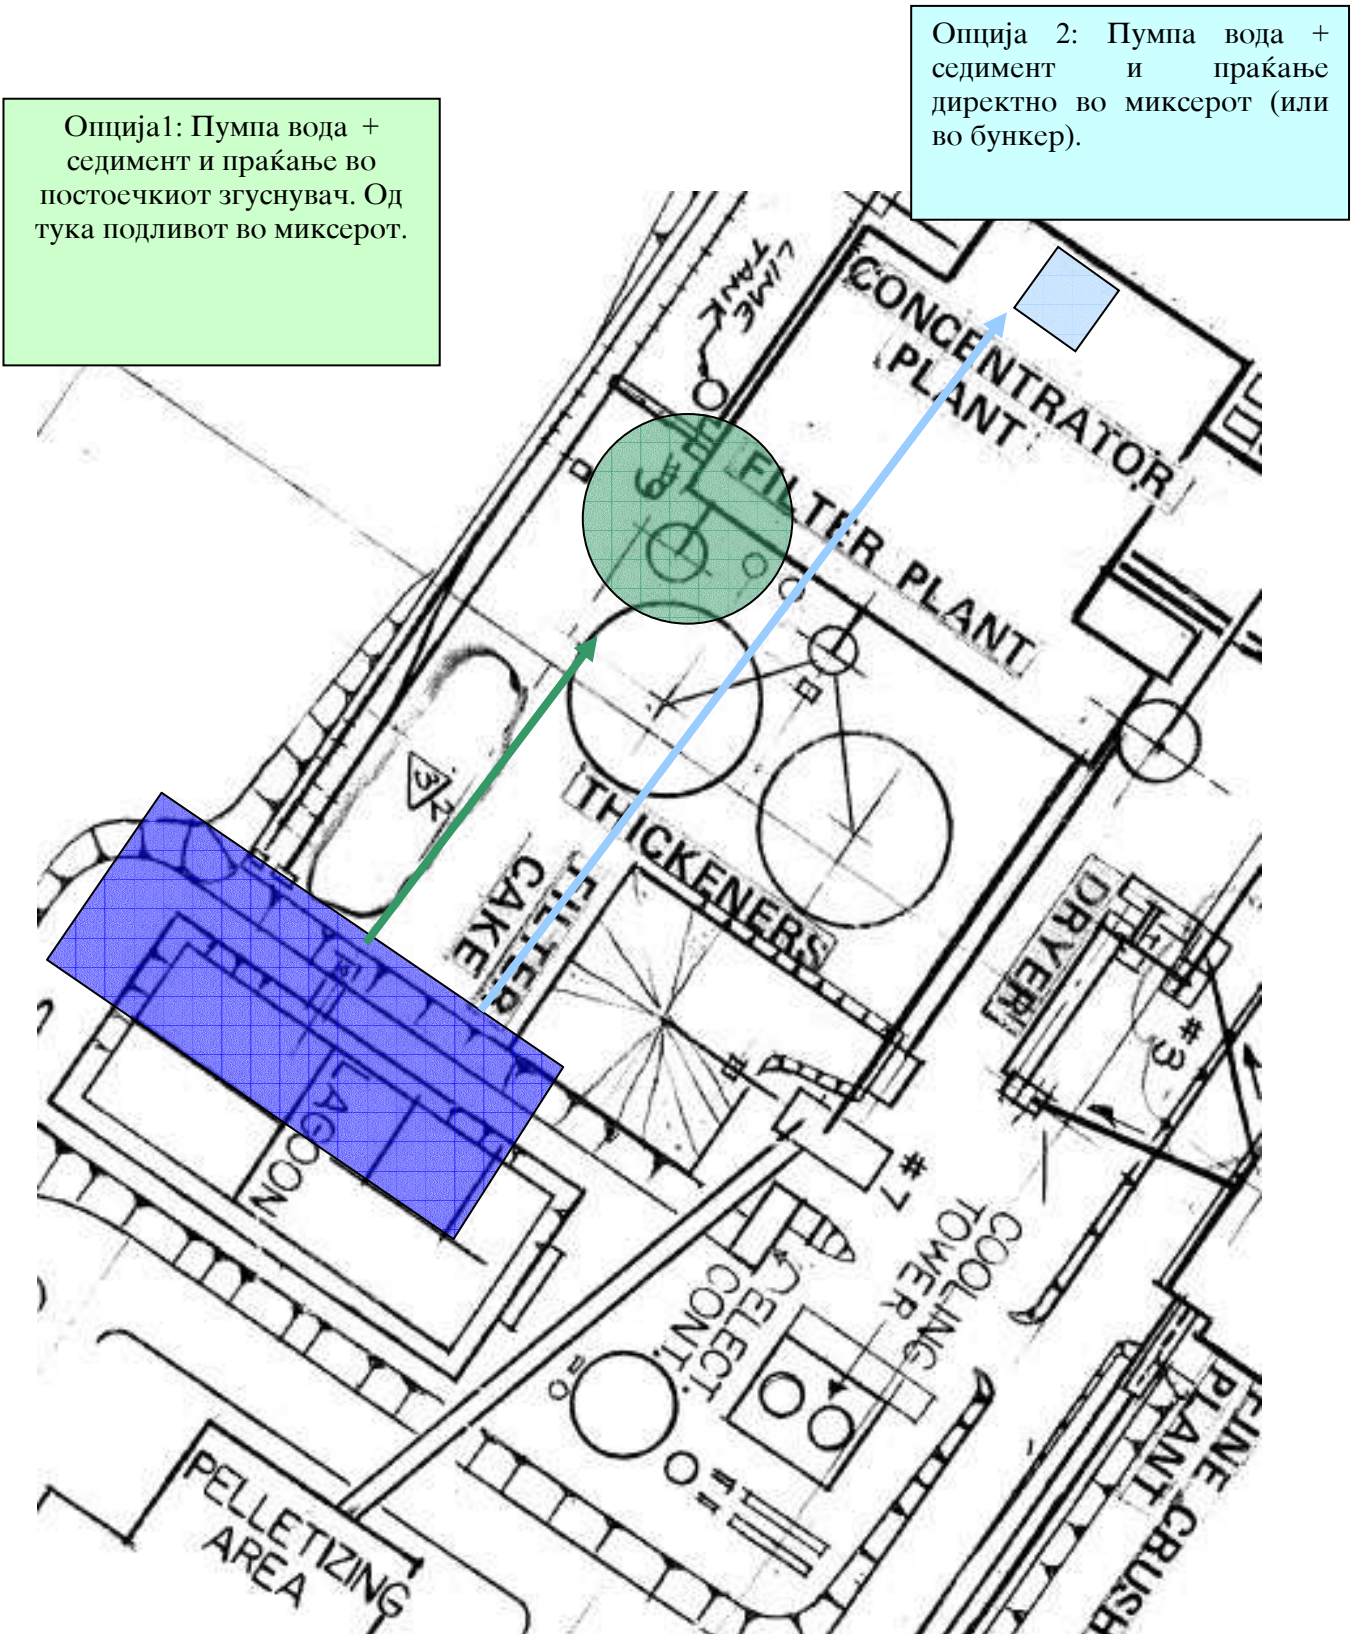 Опција 2: Пумпа вода +
седимент и праќање
директно во миксерот (или
во бункер).
Опција1: Пумпа вода +
седимент и праќање во
постоечкиот згуснувач. Од
тука подливот во миксерот.
LIME
TANK
CONCENTRATOR
PLANT
FILTER PLANT
THICKENERS
FILTER
CAKE
DRYER
#3
LAGOON
#7
COOLING
TOWER
ELECT.
CONT.
PELLETIZING
AREA
FINE CRUSH
PLANT